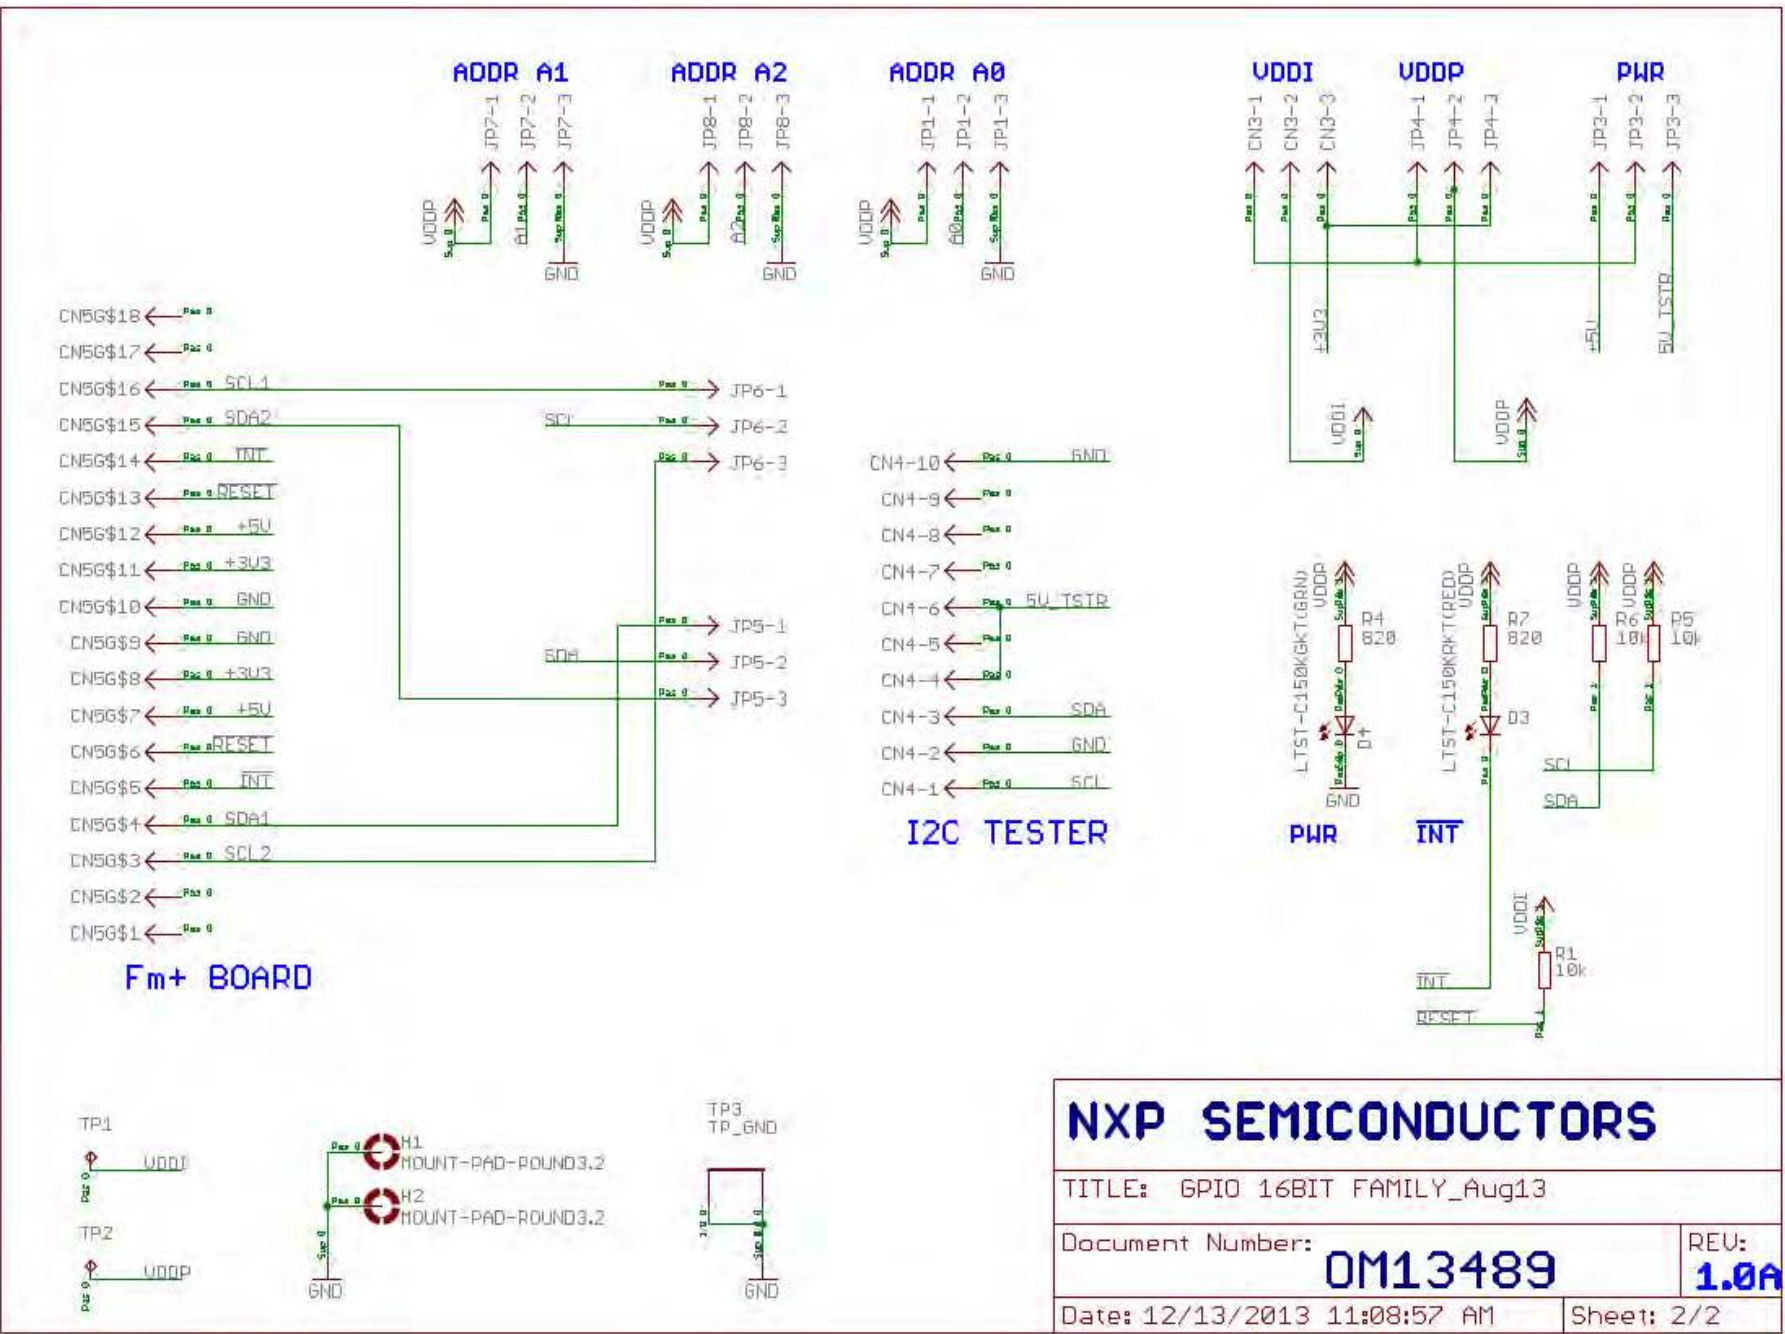 ADDR A1
ADDR A2
ADDR A0
VDDI
VDDP
PWR
JP7-1
JP7-2
JP7-3
JP8-1
JP8-2
JP8-3
JP1-1
JP1-2
JP1-3
CN3-1
CN3-2
CN3-3
JP4-1
JP4-2
JP4-3
JP3-1
JP3-2
JP3-3
VDDP
A1
GND
VDDP
A2
GND
VDDP
A0
GND
+3V3
+5V
5V_TSTR
VDDI
VDDP
CN5G$18
CN5G$17
CN5G$16 SCL1
CN5G$15 SDA2
CN5G$14 INT
CN5G$13 RESET
CN5G$12 +5V
CN5G$11 +3V3
CN5G$10 GND
CN5G$9 GND
CN5G$8 +3V3
CN5G$7 +5V
CN5G$6 RESET
CN5G$5 INT
CN5G$4 SDA1
CN5G$3 SCL2
CN5G$2
CN5G$1
Fm+ BOARD
JP6-1
SCL JP6-2
JP6-3
JP5-1
SDA JP5-2
JP5-3
CN4-10 GND
CN4-9
CN4-8
CN4-7
CN4-6 5V_TSTR
CN4-5
CN4-4
CN4-3 SDA
CN4-2 GND
CN4-1 SCL
I2C TESTER
LTST-C150KGKT(GRN)
VDDP
R4
820
D4
GND
PWR
LTST-C150KRKT(RED)
VDDP
R7
820
D3
INT
VDDP
VDDP
R6
10k
R5
10k
SCL
SDA
VDDI
R1
10k
INT
RESET
TP1
VDDI
TP2
VDDP
H1
MOUNT-PAD-ROUND3.2
H2
MOUNT-PAD-ROUND3.2
GND
TP3
TP_GND
GND
NXP SEMICONDUCTORS
TITLE: GPIO 16BIT FAMILY_Aug13
Document Number: OM13489
REV: 1.0A
Date: 12/13/2013 11:08:57 AM
Sheet: 2/2